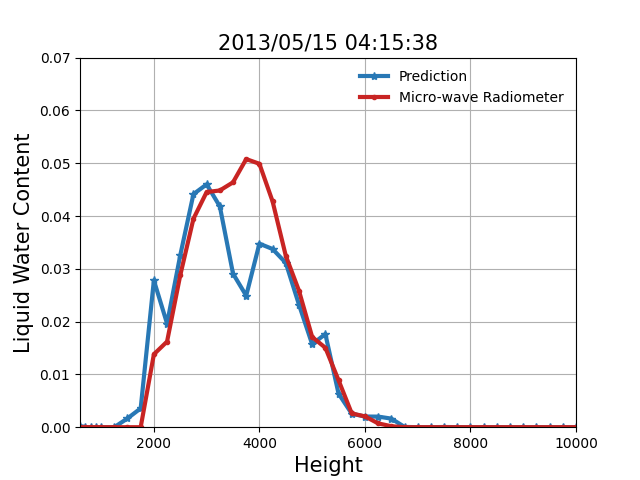 2013/05/15 04:15:38
0.07
0.06
0.05
0.04
0.03
0.02
0.01
0.00
Liquid Water Content
Prediction
Micro-wave Radiometer
2000 4000 6000 8000 10000
Height